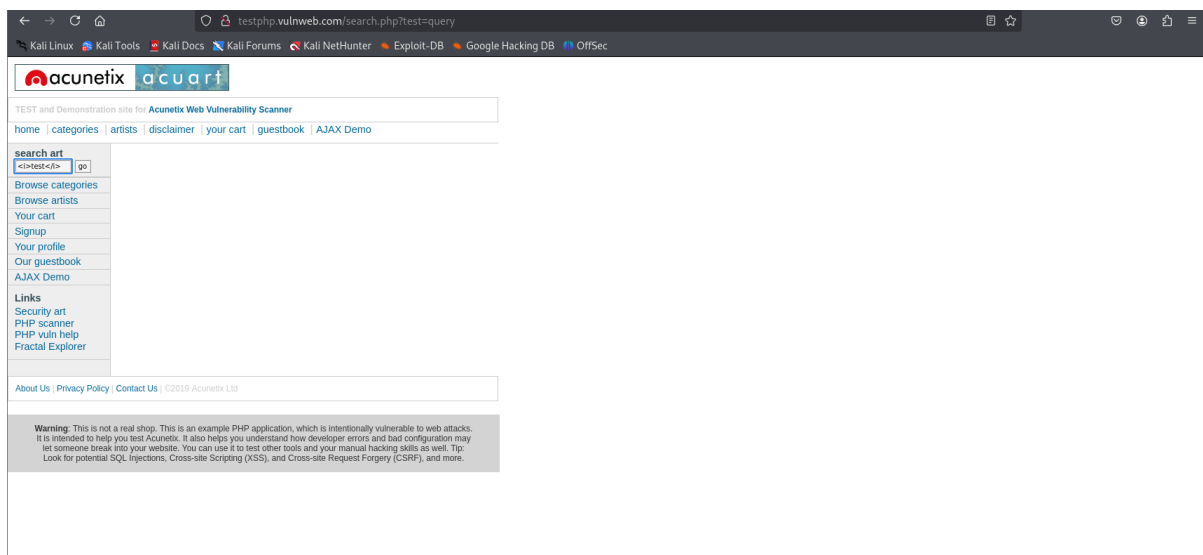 testphp.vulnweb.com/search.php?test=query
Kali Linux Kali Tools Kali Docs Kali Forums Kali NetHunter Exploit-DB Google Hacking DB OffSec
acunetix acuart
TEST and Demonstration site for Acunetix Web Vulnerability Scanner
home | categories | artists | disclaimer | your cart | guestbook | AJAX Demo
search art
<i>test</i> go
Browse categories
Browse artists
Your cart
Signup
Your profile
Our guestbook
AJAX Demo
Links
Security art
PHP scanner
PHP vuln help
Fractal Explorer
About Us | Privacy Policy | Contact Us | ©2019 Acunetix Ltd
Warning: This is not a real shop. This is an example PHP application, which is intentionally vulnerable to web attacks.
It is intended to help you test Acunetix. It also helps you understand how developer errors and bad configuration may
let someone break into your website. You can use it to test other tools and your manual hacking skills as well. Tip:
Look for potential SQL Injections, Cross-site Scripting (XSS), and Cross-site Request Forgery (CSRF), and more.